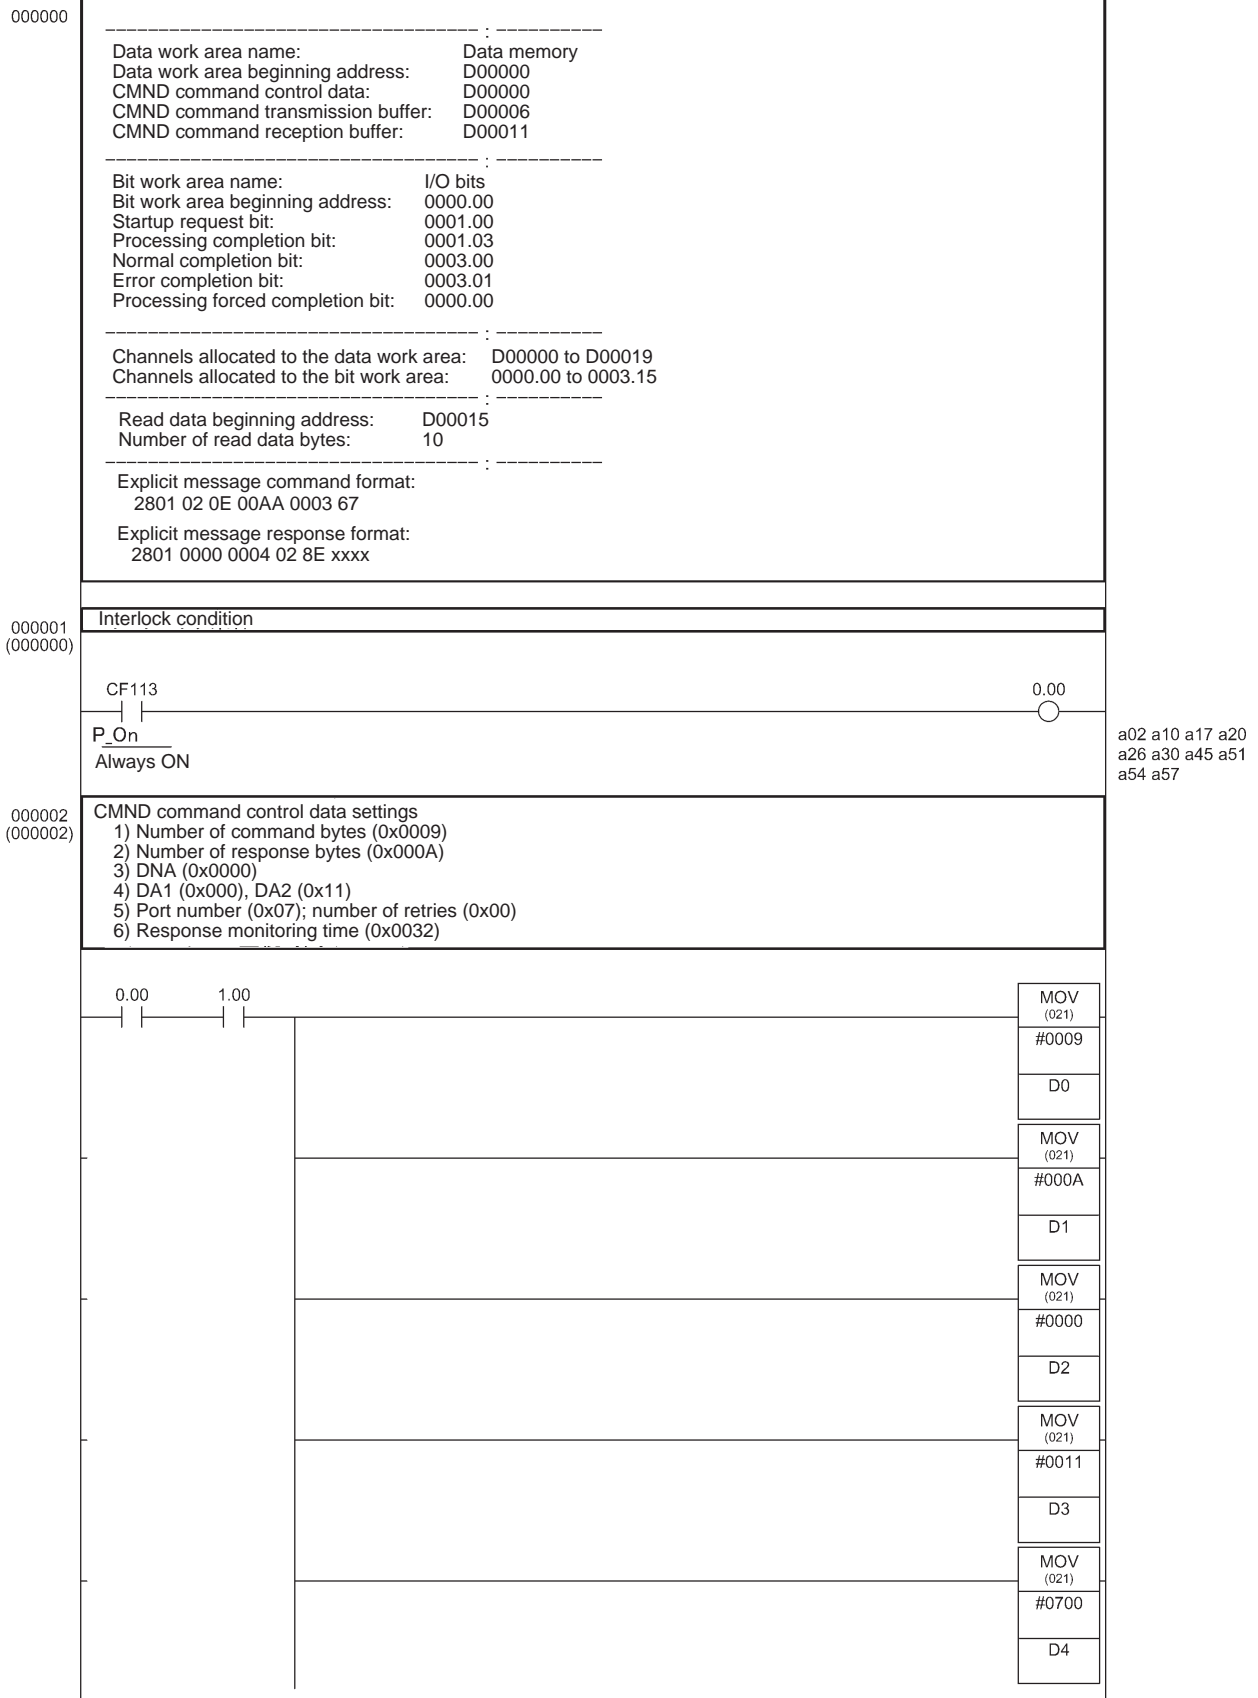 000000
Data work area name: Data memory
Data work area beginning address: D00000
CMND command control data: D00000
CMND command transmission buffer: D00006
CMND command reception buffer: D00011
Bit work area name: I/O bits
Bit work area beginning address: 0000.00
Startup request bit: 0001.00
Processing completion bit: 0001.03
Normal completion bit: 0003.00
Error completion bit: 0003.01
Processing forced completion bit: 0000.00
Channels allocated to the data work area: D00000 to D00019
Channels allocated to the bit work area: 0000.00 to 0003.15
Read data beginning address: D00015
Number of read data bytes: 10
Explicit message command format:
2801 02 0E 00AA 0003 67
Explicit message response format:
2801 0000 0004 02 8E xxxx
000001
(000000)
Interlock condition
CF113
0.00
P_On
Always ON
a02 a10 a17 a20
a26 a30 a45 a51
a54 a57
000002
(000002)
CMND command control data settings
1) Number of command bytes (0x0009)
2) Number of response bytes (0x000A)
3) DNA (0x0000)
4) DA1 (0x000), DA2 (0x11)
5) Port number (0x07); number of retries (0x00)
6) Response monitoring time (0x0032)
0.00 1.00
MOV
(021)
#0009
D0
MOV
(021)
#000A
D1
MOV
(021)
#0000
D2
MOV
(021)
#0011
D3
MOV
(021)
#0700
D4